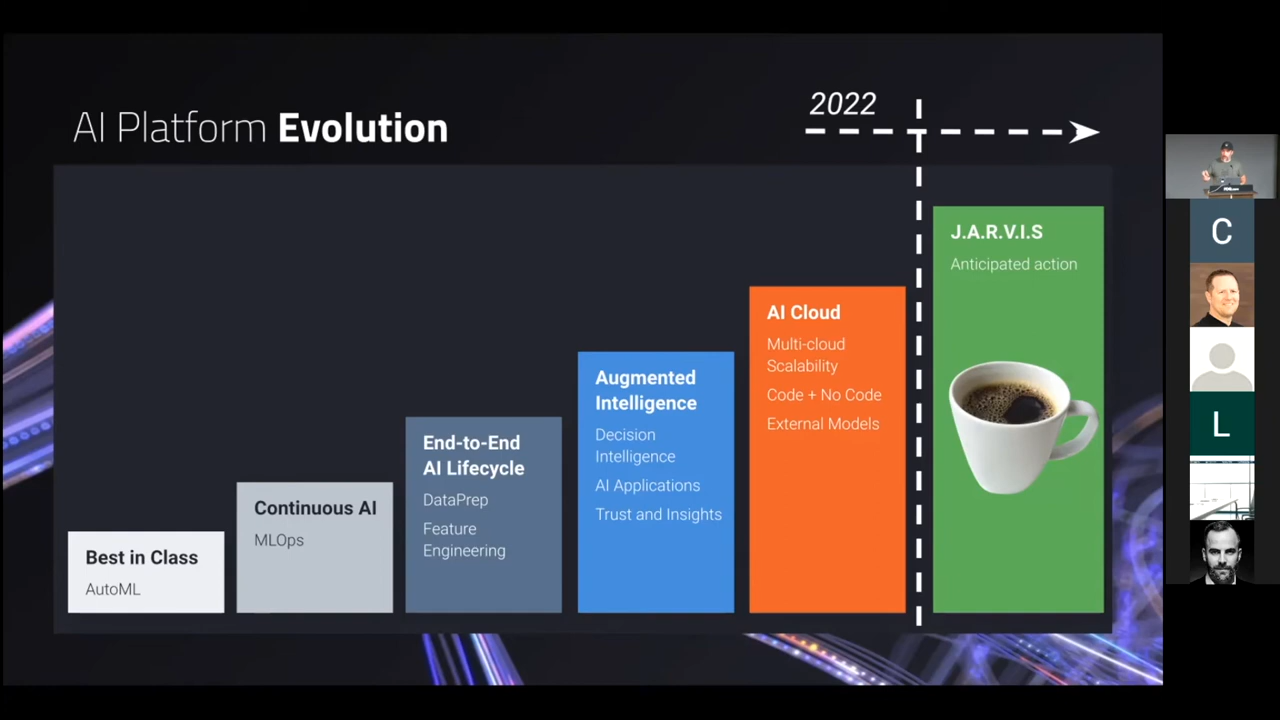 AI Platform Evolution
2022
Best in Class
AutoML
Continuous AI
MLOps
End-to-End
AI Lifecycle
DataPrep
Feature
Engineering
Augmented
Intelligence
Decision
Intelligence
AI Applications
Trust and Insights
AI Cloud
Multi-cloud
Scalability
Code + No Code
External Models
J.A.R.V.I.S
Anticipated action
C
L